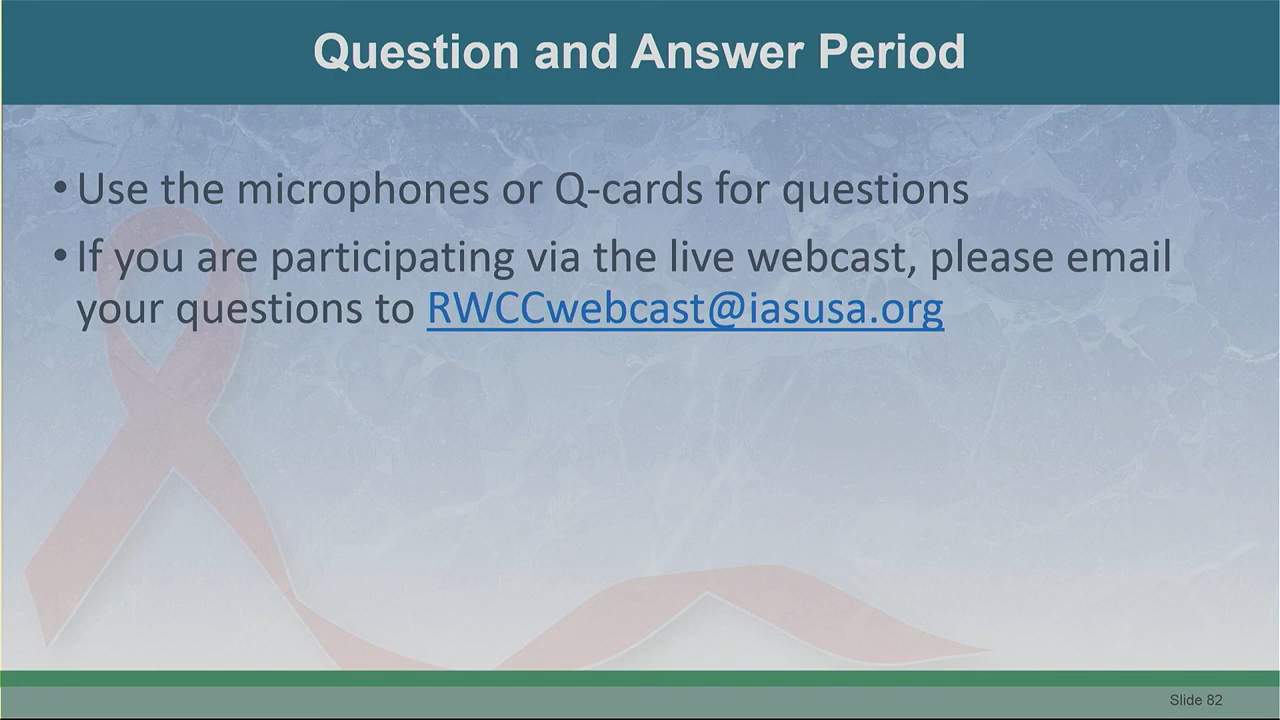 Question and Answer Period
• Use the microphones or Q-cards for questions
• If you are participating via the live webcast, please email
your questions to RWCCwebcast@iasusa.org
Slide 82